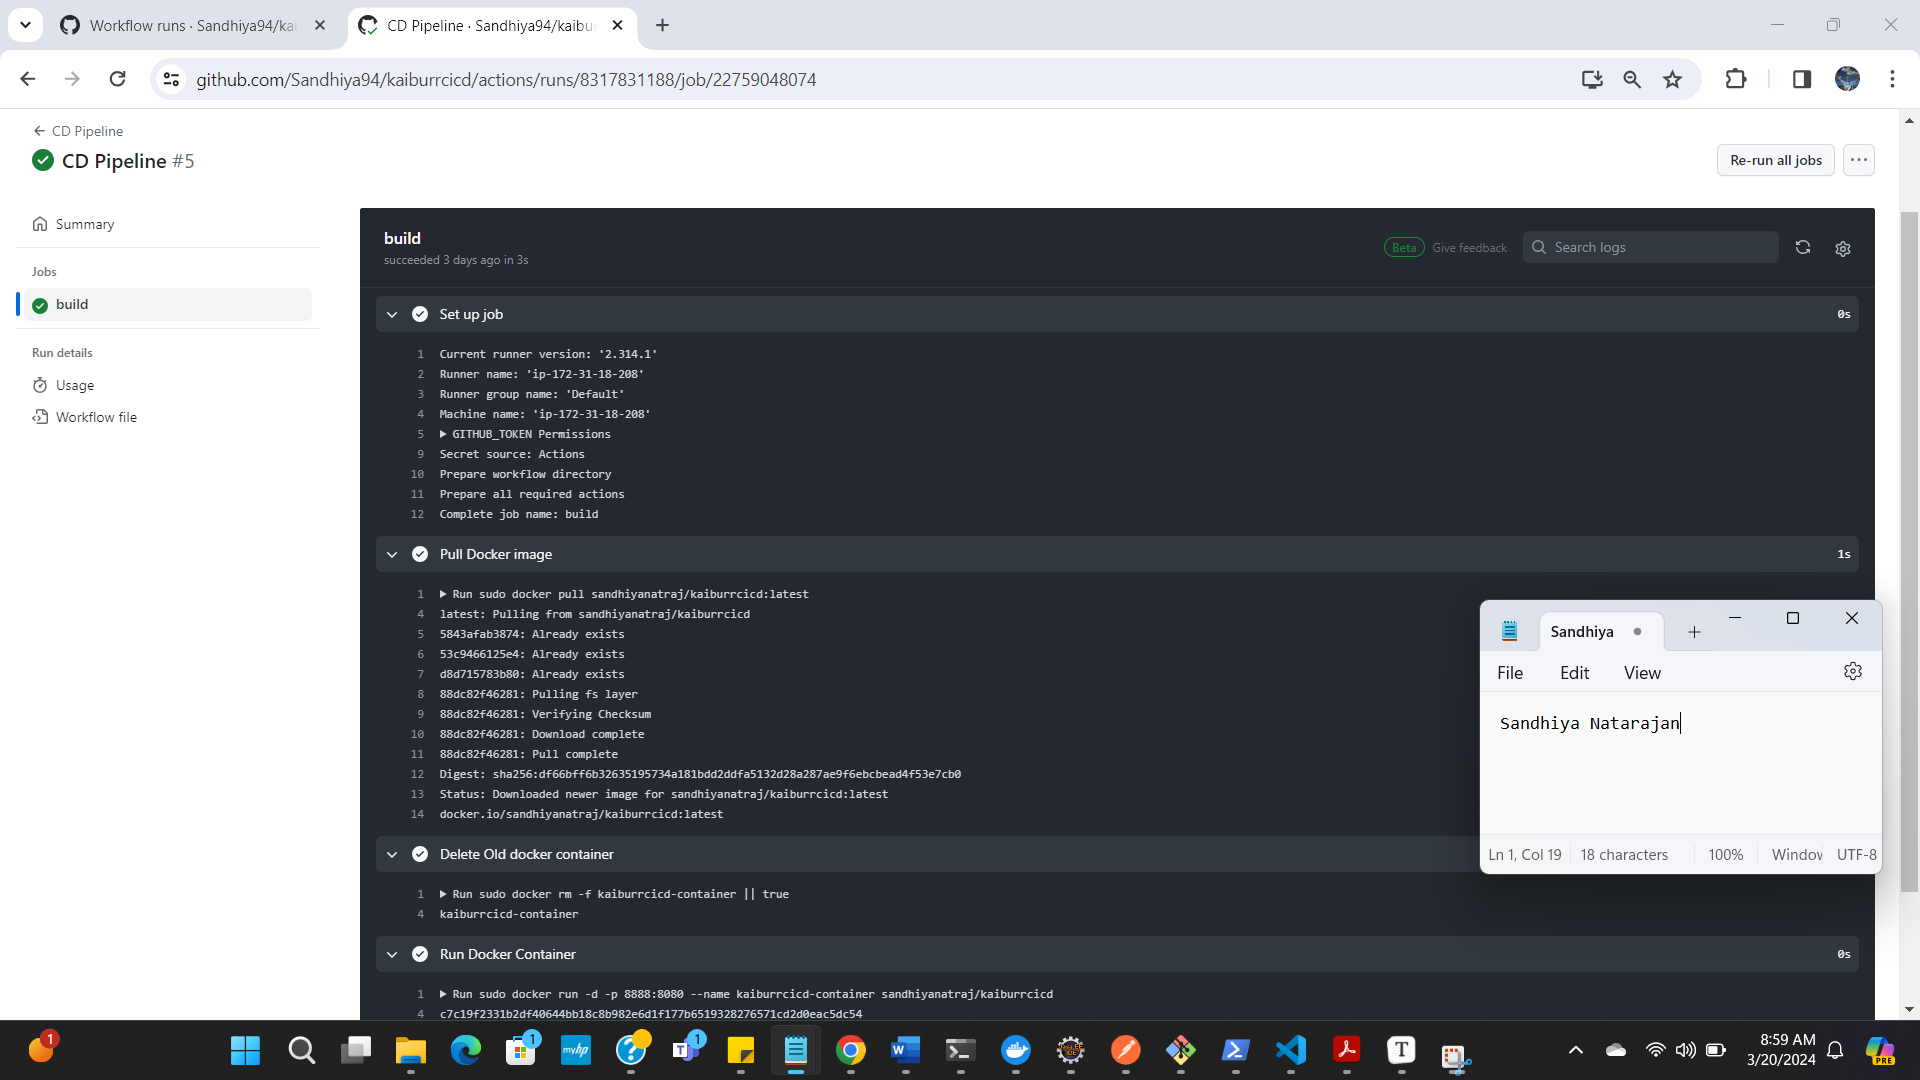 Workflow runs · Sandhiya94/kai
CD Pipeline · Sandhiya94/kaibu
github.com/Sandhiya94/kaiburrcicd/actions/runs/8317831188/job/22759048074
CD Pipeline
CD Pipeline #5
Re-run all jobs
Summary
Jobs
build
Run details
Usage
Workflow file
build
succeeded 3 days ago in 3s
Beta Give feedback
Search logs
Set up job 0s
1 Current runner version: '2.314.1'
2 Runner name: 'ip-172-31-18-208'
3 Runner group name: 'Default'
4 Machine name: 'ip-172-31-18-208'
5 GITHUB_TOKEN Permissions
9 Secret source: Actions
10 Prepare workflow directory
11 Prepare all required actions
12 Complete job name: build
Pull Docker image 1s
1 Run sudo docker pull sandhiyanatraj/kaiburrcicd:latest
4 latest: Pulling from sandhiyanatraj/kaiburrcicd
5 5843afab3874: Already exists
6 53c9466125e4: Already exists
7 d8d715783b80: Already exists
8 88dc82f46281: Pulling fs layer
9 88dc82f46281: Verifying Checksum
10 88dc82f46281: Download complete
11 88dc82f46281: Pull complete
12 Digest: sha256:df66bff6b32635195734a181bdd2ddfa5132d28a287ae9f6ebcbead4f53e7cb0
13 Status: Downloaded newer image for sandhiyanatraj/kaiburrcicd:latest
14 docker.io/sandhiyanatraj/kaiburrcicd:latest
Delete Old docker container
1 Run sudo docker rm -f kaiburrcicd-container || true
4 kaiburrcicd-container
Run Docker Container 0s
1 Run sudo docker run -d -p 8888:8080 --name kaiburrcicd-container sandhiyanatraj/kaiburrcicd
4 c7c19f2331b2df40644bb18c8b982e6d1f177b6519328276571cd2d0eac5dc54
Sandhiya
File Edit View
Sandhiya Natarajan
Ln 1, Col 19 18 characters 100% Window UTF-8
1
1
myhp
1
8:59 AM
3/20/2024
PRE